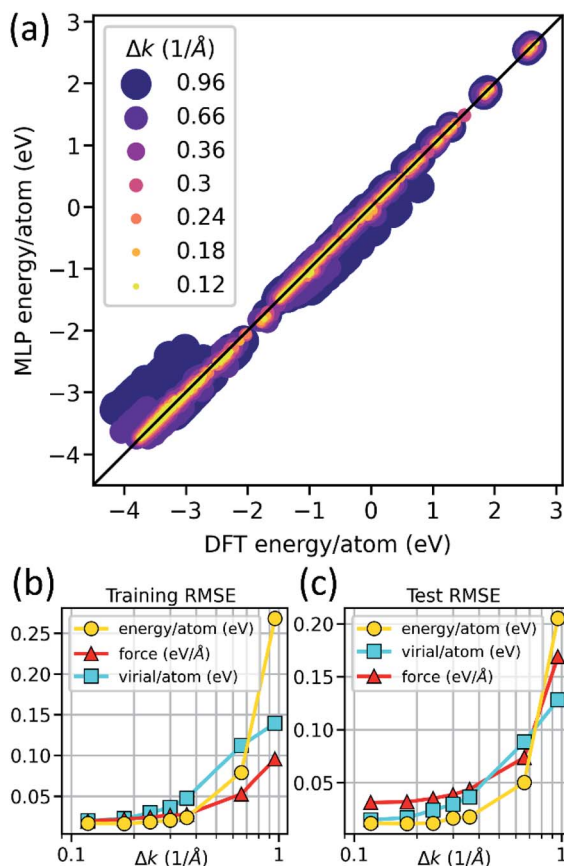 (a)
Δk (1/Å)
0.96
0.66
0.36
0.3
0.24
0.18
0.12
3
2
1
0
−1
−2
−3
−4
MLP energy/atom (eV)
−4 −3 −2 −1 0 1 2 3
DFT energy/atom (eV)
(b)
Training RMSE
energy/atom (eV)
force (eV/Å)
virial/atom (eV)
0.25
0.20
0.15
0.10
0.05
0.1 1
Δk (1/Å)
(c)
Test RMSE
energy/atom (eV)
virial/atom (eV)
force (eV/Å)
0.20
0.15
0.10
0.05
0.1 1
Δk (1/Å)